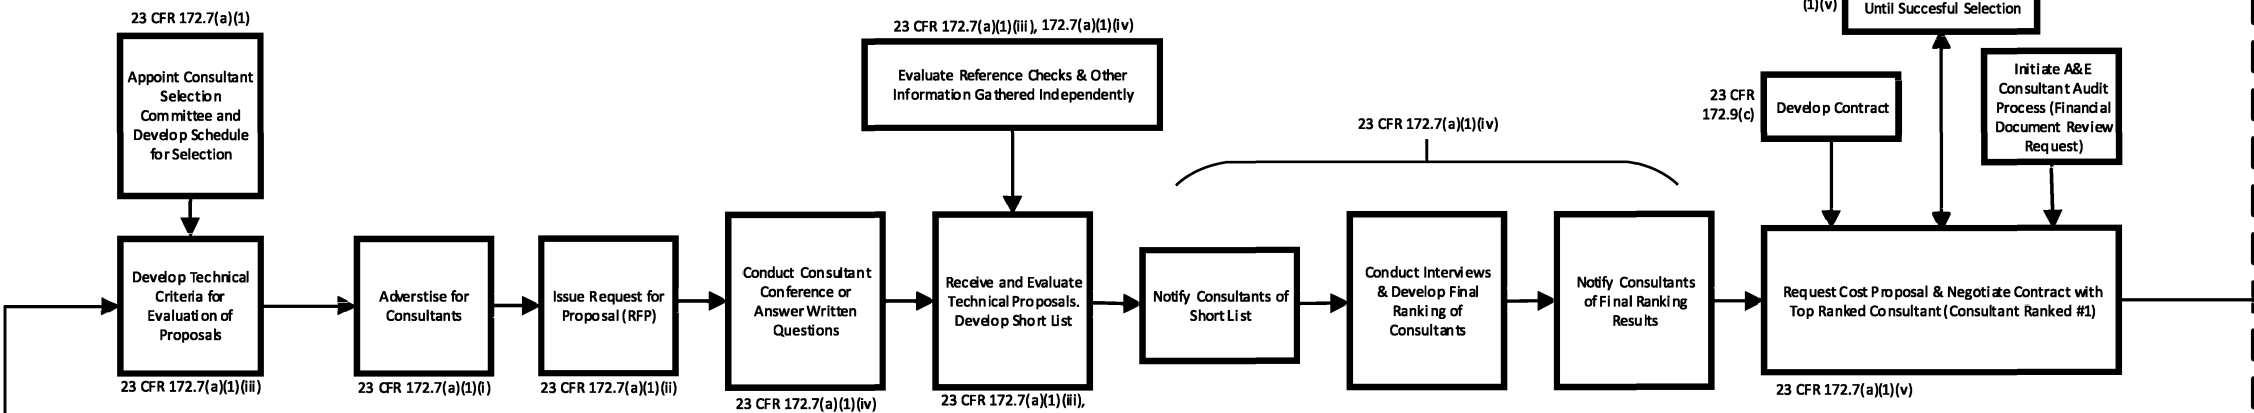 23 CFR 172.7(a)(1)
Appoint Consultant
Selection
Committee and
Develop Schedule
for Selection
Develop Technical
Criteria for
Evaluation of
Proposals
23 CFR 172.7(a)(1)(iii)
Adverstise for
Consultants
23 CFR 172.7(a)(1)(i)
Issue Request for
Proposal (RFP)
23 CFR 172.7(a)(1)(ii)
Conduct Consultant
Conference or
Answer Written
Questions
23 CFR 172.7(a)(1)(iv)
23 CFR 172.7(a)(1)(iii), 172.7(a)(1)(iv)
Evaluate Reference Checks & Other
Information Gathered Independently
Receive and Evaluate
Technical Proposals.
Develop Short List
23 CFR 172.7(a)(1)(iii),
Notify Consultants of
Short List
23 CFR 172.7(a)(1)(iv)
Conduct Interviews
& Develop Final
Ranking of
Consultants
Notify Consultants
of Final Ranking
Results
(1)(v)
Until Succesful Selection
23 CFR
172.9(c)
Develop Contract
Initiate A&E
Consultant Audit
Process (Financial
Document Review
Request)
Request Cost Proposal & Negotiate Contract with
Top Ranked Consultant (Consultant Ranked #1)
23 CFR 172.7(a)(1)(v)